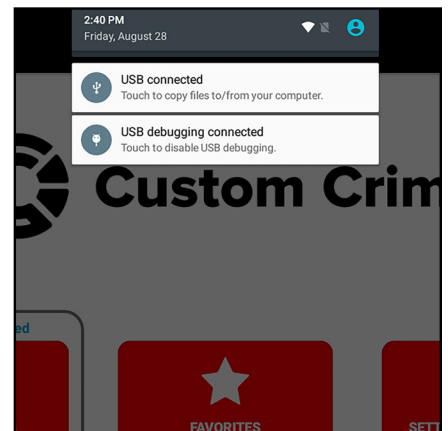 2:40 PM
Friday, August 28
USB connected
Touch to copy files to/from your computer.
USB debugging connected
Touch to disable USB debugging.
Custom Crim
ed
FAVORITES
SETT